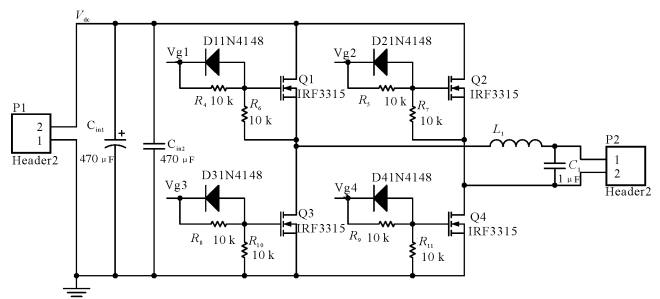 Vdc
D11N4148
D21N4148
Vg1
Vg2
Q1
Q2
P1
IRF3315
IRF3315
R4 10 k
R6
10 k
R5 10 k
R7
10 k
2
1
Header2
Cin1
+
470 μF
Cin2
470 μF
L1
P2
C1
1 μF
1
2
Header2
D31N4148
D41N4148
Vg3
Vg4
Q3
Q4
IRF3315
IRF3315
R8 10 k
R10
10 k
R9 10 k
R11
10 k